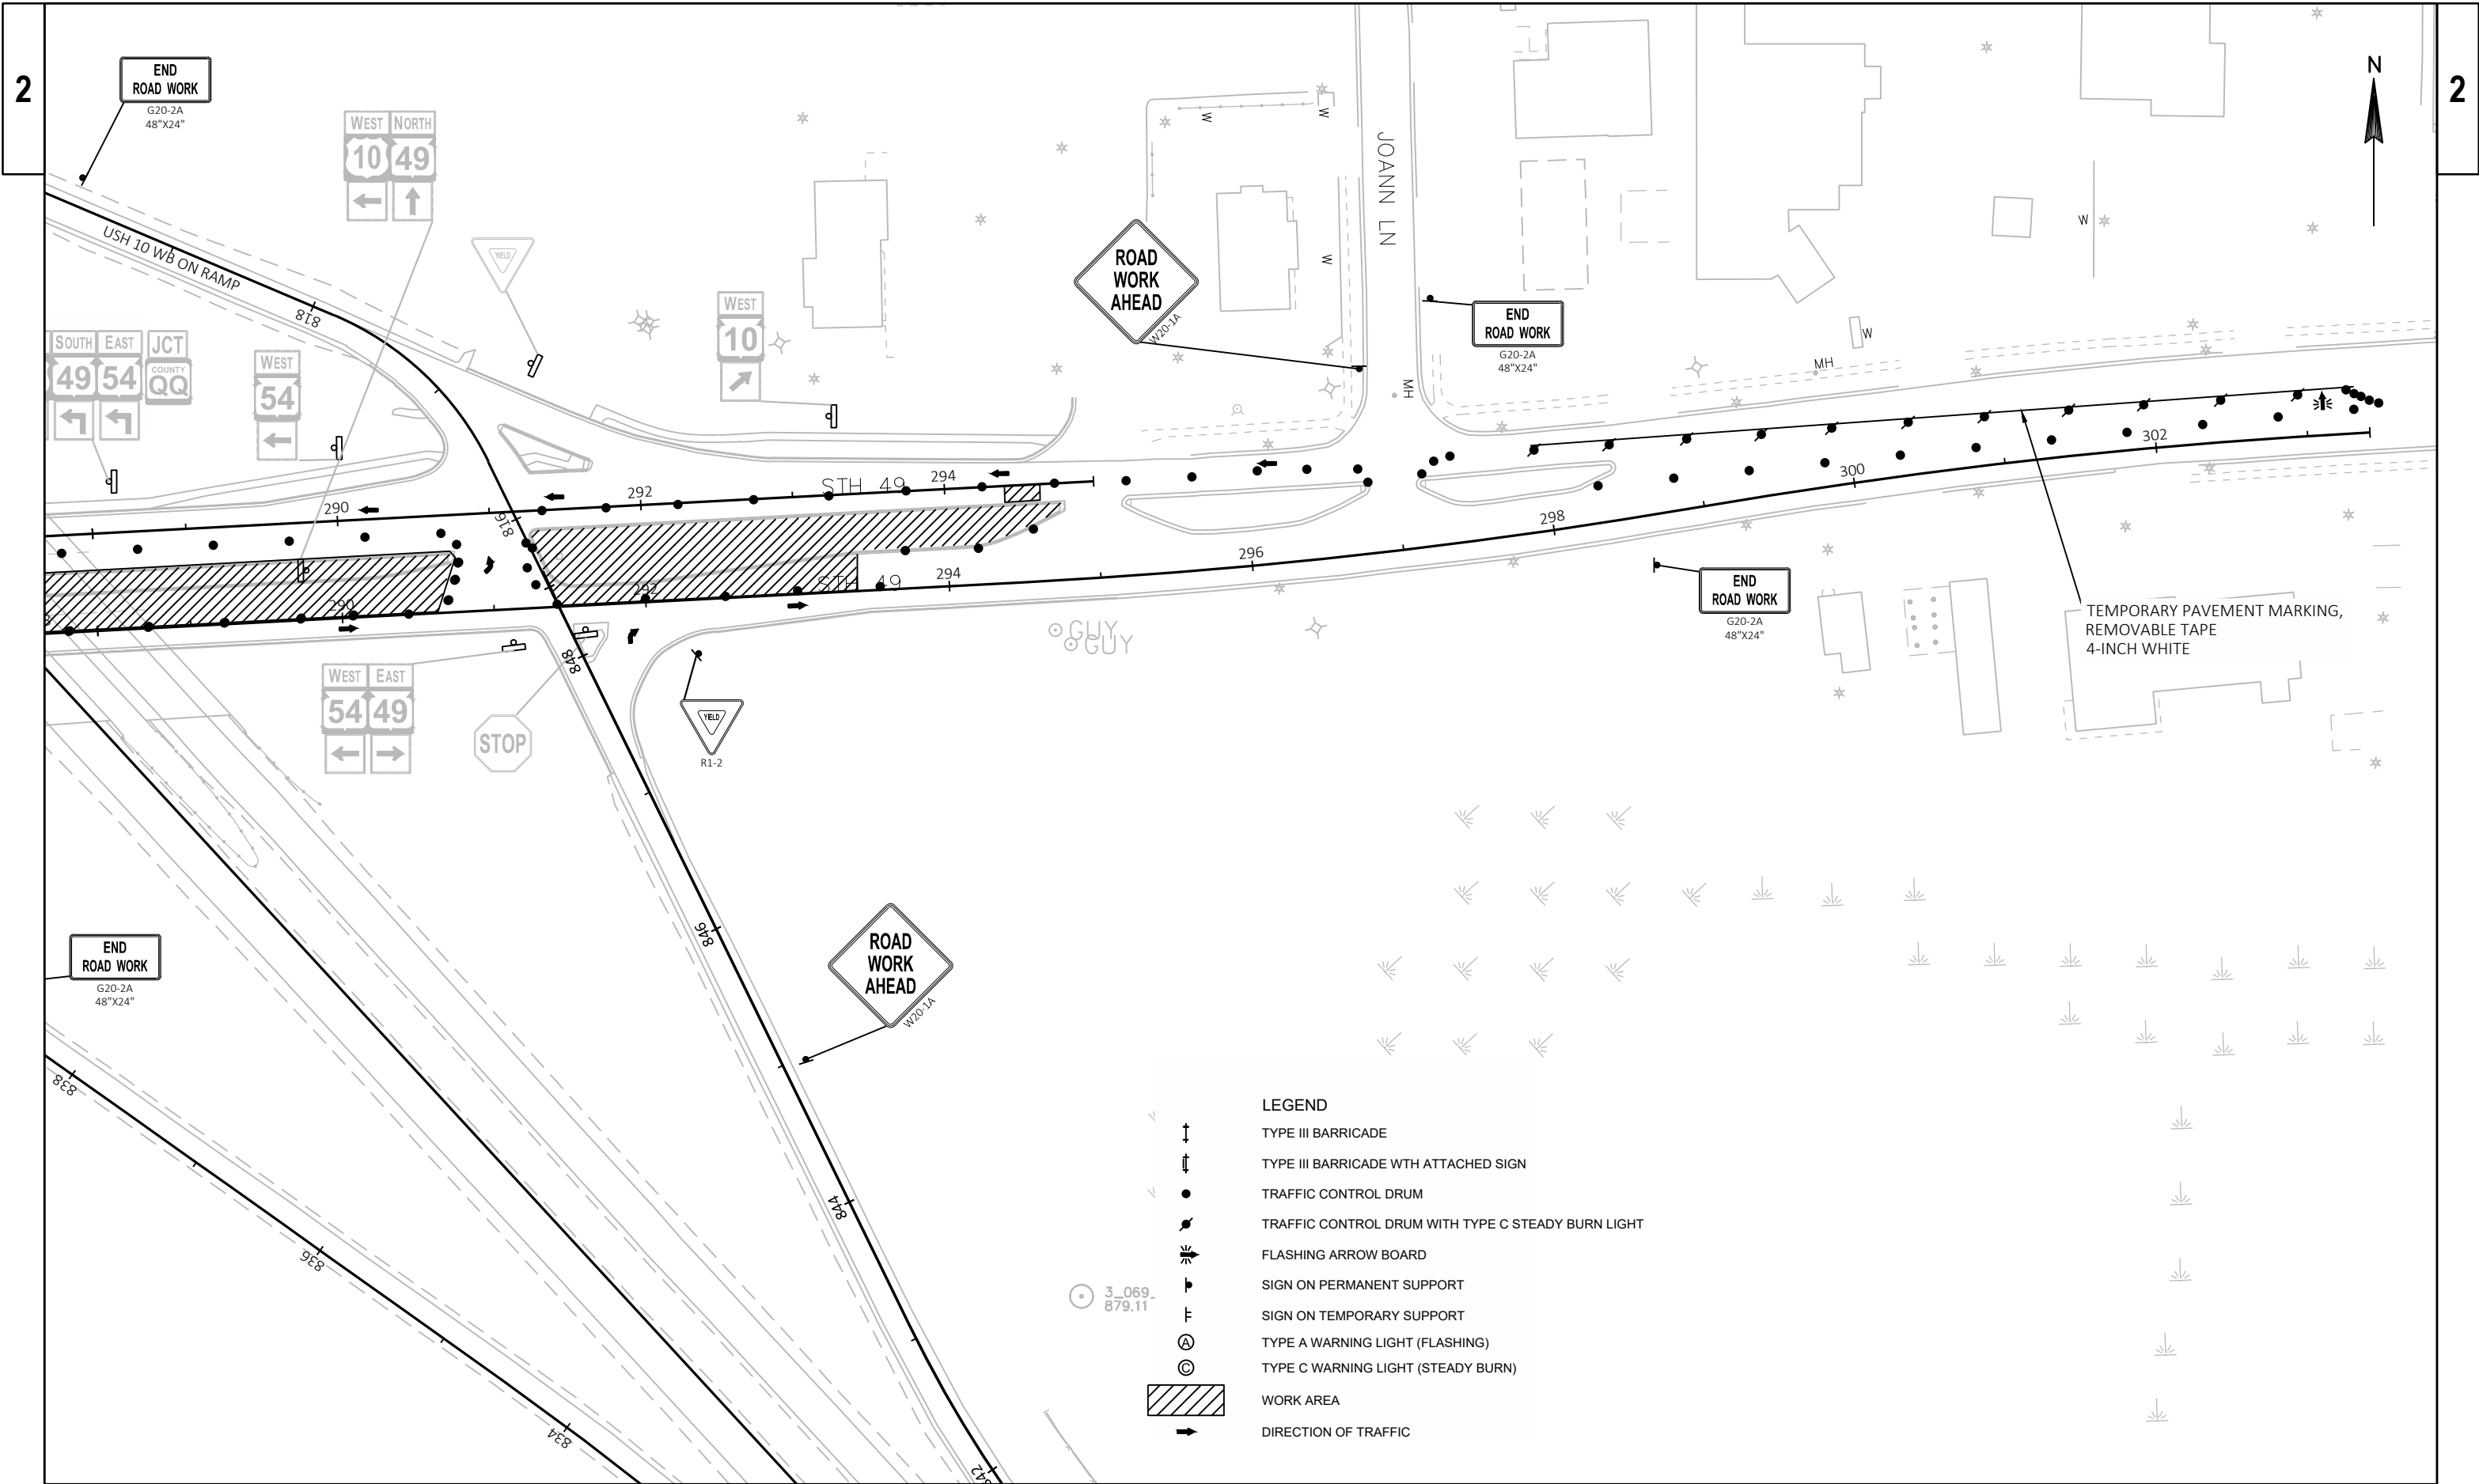 2
2
N
END
ROAD WORK
G20-2A
48"X24"
WEST NORTH
10 49
USH 10 WB ON RAMP
818
YIELD
SOUTH EAST JCT
49 54 COUNTY
QQ
WEST
54
WEST
10
ROAD
WORK
AHEAD
W20-1A
JOANN LN
W
W
W
W
W
MH
MH
END
ROAD WORK
G20-2A
48"X24"
290
816
292
STH 49
294
290
292
STH 49
294
296
298
300
302
END
ROAD WORK
G20-2A
48"X24"
TEMPORARY PAVEMENT MARKING,
REMOVABLE TAPE
4-INCH WHITE
GUY
GUY
WEST EAST
54 49
STOP
848
YIELD
R1-2
END
ROAD WORK
G20-2A
48"X24"
846
ROAD
WORK
AHEAD
W20-1A
838
836
834
844
842
3_069_
879.11
LEGEND
TYPE III BARRICADE
TYPE III BARRICADE WTH ATTACHED SIGN
TRAFFIC CONTROL DRUM
TRAFFIC CONTROL DRUM WITH TYPE C STEADY BURN LIGHT
FLASHING ARROW BOARD
SIGN ON PERMANENT SUPPORT
SIGN ON TEMPORARY SUPPORT
A TYPE A WARNING LIGHT (FLASHING)
C TYPE C WARNING LIGHT (STEADY BURN)
WORK AREA
DIRECTION OF TRAFFIC